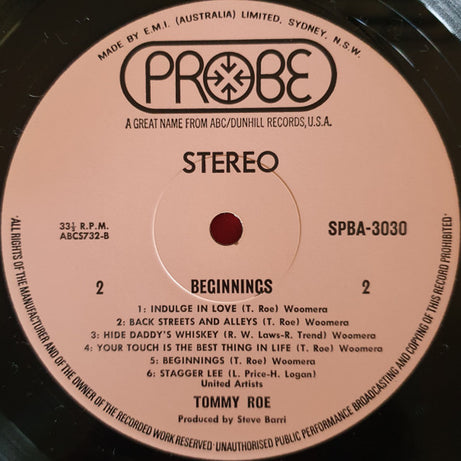 MADE BY E.M.I. (AUSTRALIA) LIMITED, SYDNEY, N.S.W.
PROBE
A GREAT NAME FROM ABC/DUNHILL RECORDS, U.S.A.
STEREO
33⅓ R.P.M.
ABCS732-B
SPBA-3030
2
BEGINNINGS
2
1: INDULGE IN LOVE (T. Roe) Woomera
2: BACK STREETS AND ALLEYS (T. Roe) Woomera
3: HIDE DADDY'S WHISKEY (R. W. Laws-R. Trend) Woomera
4: YOUR TOUCH IS THE BEST THING IN LIFE (T. Roe) Woomera
5: BEGINNINGS (T. Roe) Woomera
6: STAGGER LEE (L. Price-H. Logan)
United Artists
TOMMY ROE
Produced by Steve Barri
·ALL RIGHTS OF THE MANUFACTURER AND OF THE OWNER OF THE RECORDED WORK RESERVED·UNAUTHORISED PUBLIC PERFORMANCE BROADCASTING AND COPYING OF THIS RECORD PROHIBITED·